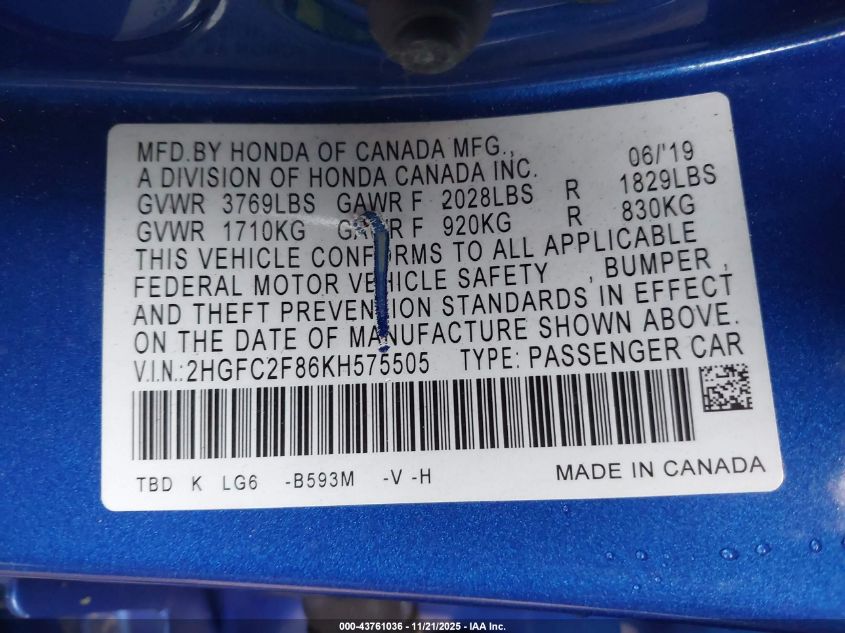 MFD.BY HONDA OF CANADA MFG., 06/'19
A DIVISION OF HONDA CANADA INC.
GVWR 3769LBS GAWR F 2028LBS R 1829LBS
GVWR 1710KG GAWR F 920KG R 830KG
THIS VEHICLE CONFORMS TO ALL APPLICABLE
FEDERAL MOTOR VEHICLE SAFETY , BUMPER ,
AND THEFT PREVENTION STANDARDS IN EFFECT
ON THE DATE OF MANUFACTURE SHOWN ABOVE.
V.I.N.:2HGFC2F86KH575505 TYPE: PASSENGER CAR
TBD K LG6 -B593M -V -H MADE IN CANADA
000-43761036 - 11/21/2025 - IAA Inc.